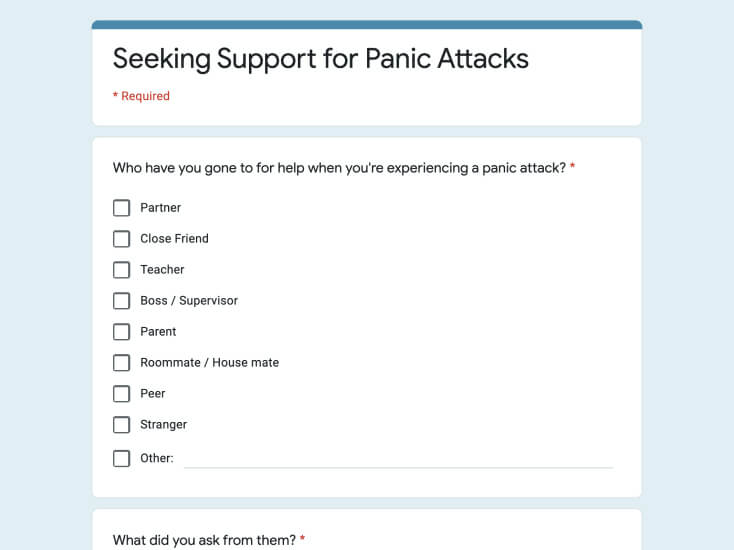 Seeking Support for Panic Attacks
* Required
Who have you gone to for help when you're experiencing a panic attack? *
Partner
Close Friend
Teacher
Boss / Supervisor
Parent
Roommate / House mate
Peer
Stranger
Other:
What did you ask from them? *